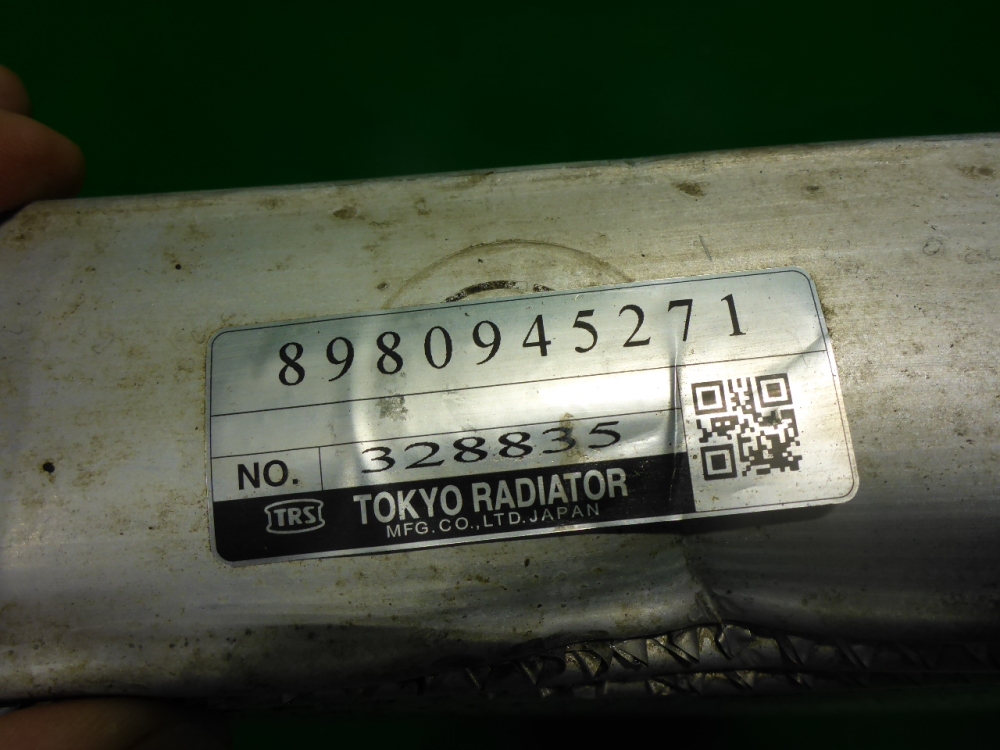 8980945271
NO. 328835
TRS TOKYO RADIATOR
MFG.CO.,LTD.JAPAN